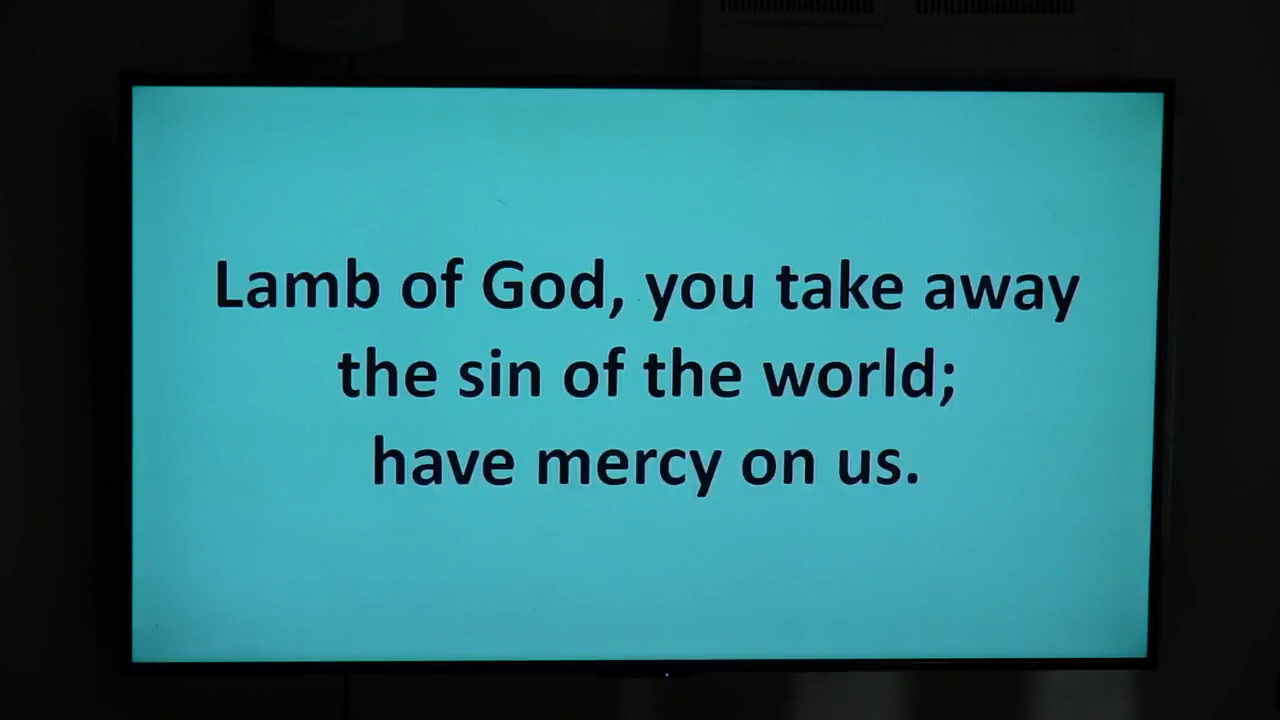 Lamb of God, you take away
the sin of the world;
have mercy on us.